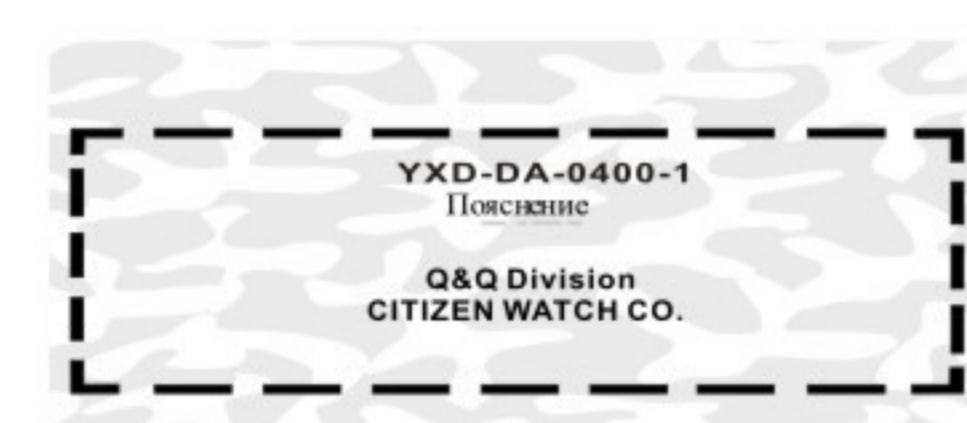 YXD-DA-0400-1
Пояснение
Q&Q Division
CITIZEN WATCH CO.